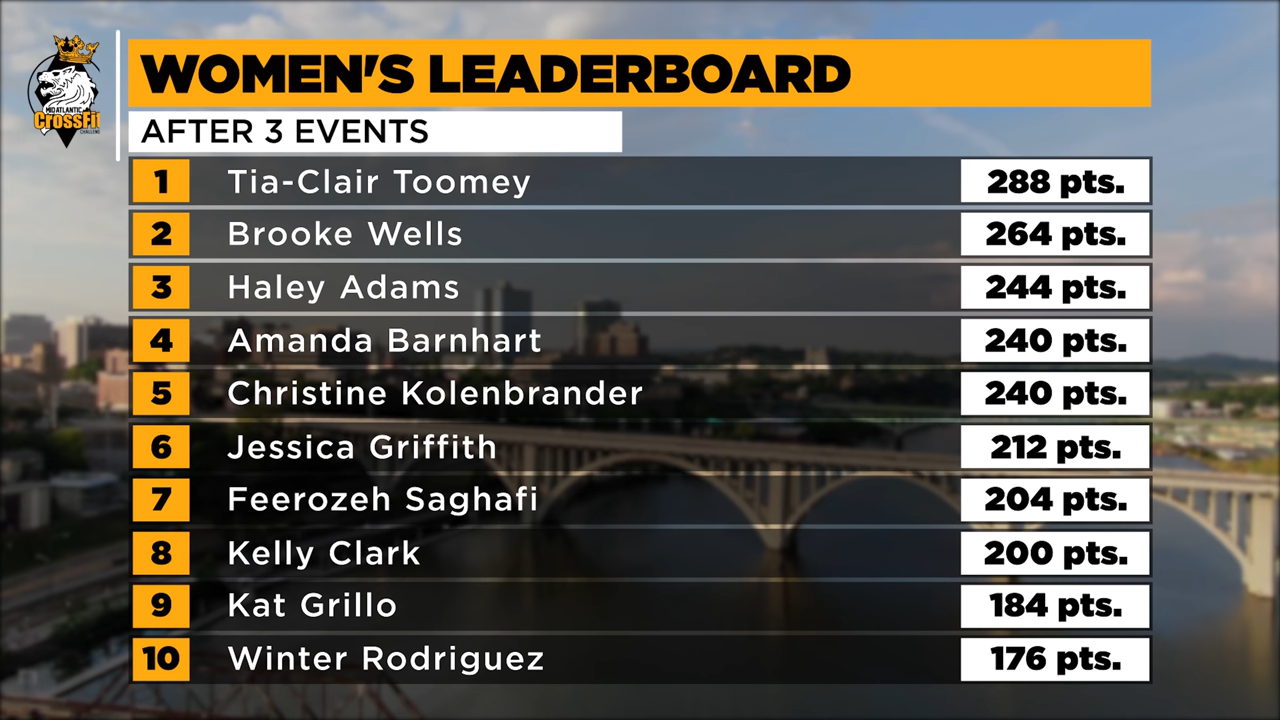 MID ATLANTIC
CrossFit
CHALLENGE
WOMEN'S LEADERBOARD
AFTER 3 EVENTS
1 Tia-Clair Toomey 288 pts.
2 Brooke Wells 264 pts.
3 Haley Adams 244 pts.
4 Amanda Barnhart 240 pts.
5 Christine Kolenbrander 240 pts.
6 Jessica Griffith 212 pts.
7 Feerozeh Saghafi 204 pts.
8 Kelly Clark 200 pts.
9 Kat Grillo 184 pts.
10 Winter Rodriguez 176 pts.